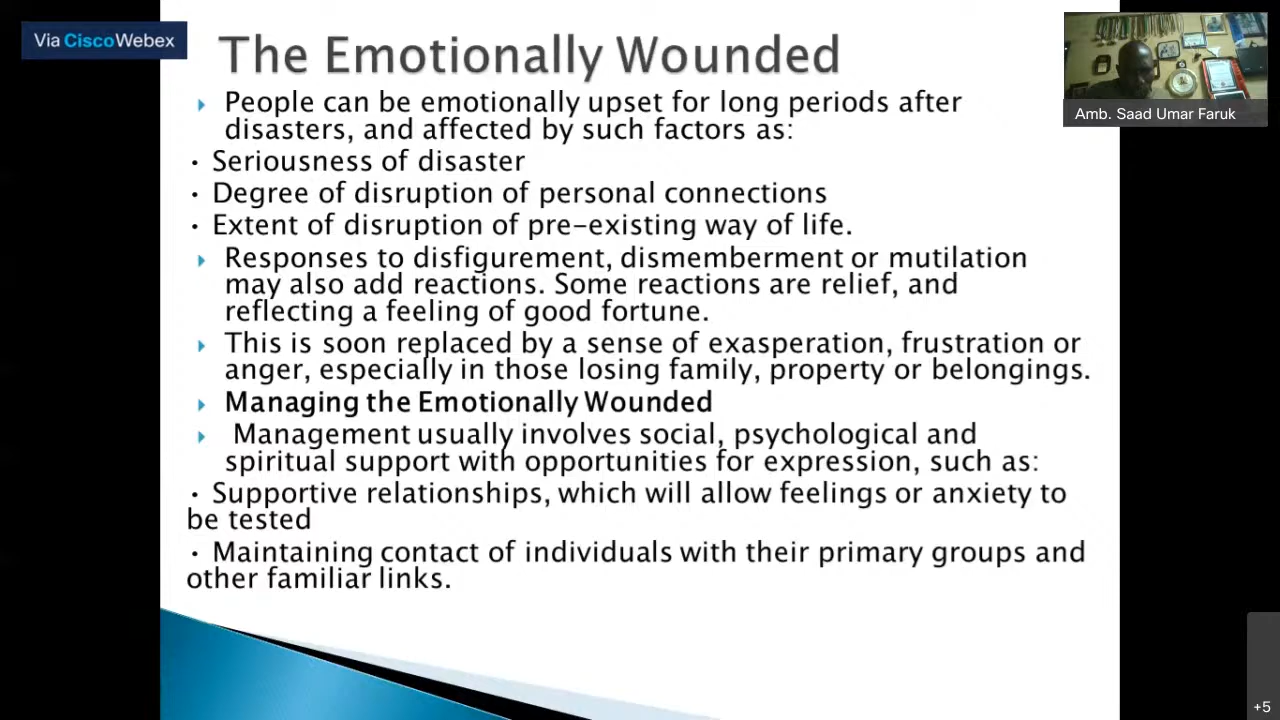 Via Cisco Webex
The Emotionally Wounded
People can be emotionally upset for long periods after
disasters, and affected by such factors as:
• Seriousness of disaster
• Degree of disruption of personal connections
• Extent of disruption of pre-existing way of life.
Responses to disfigurement, dismemberment or mutilation
may also add reactions. Some reactions are relief, and
reflecting a feeling of good fortune.
This is soon replaced by a sense of exasperation, frustration or
anger, especially in those losing family, property or belongings.
Managing the Emotionally Wounded
Management usually involves social, psychological and
spiritual support with opportunities for expression, such as:
• Supportive relationships, which will allow feelings or anxiety to
be tested
• Maintaining contact of individuals with their primary groups and
other familiar links.
Amb. Saad Umar Faruk
+5